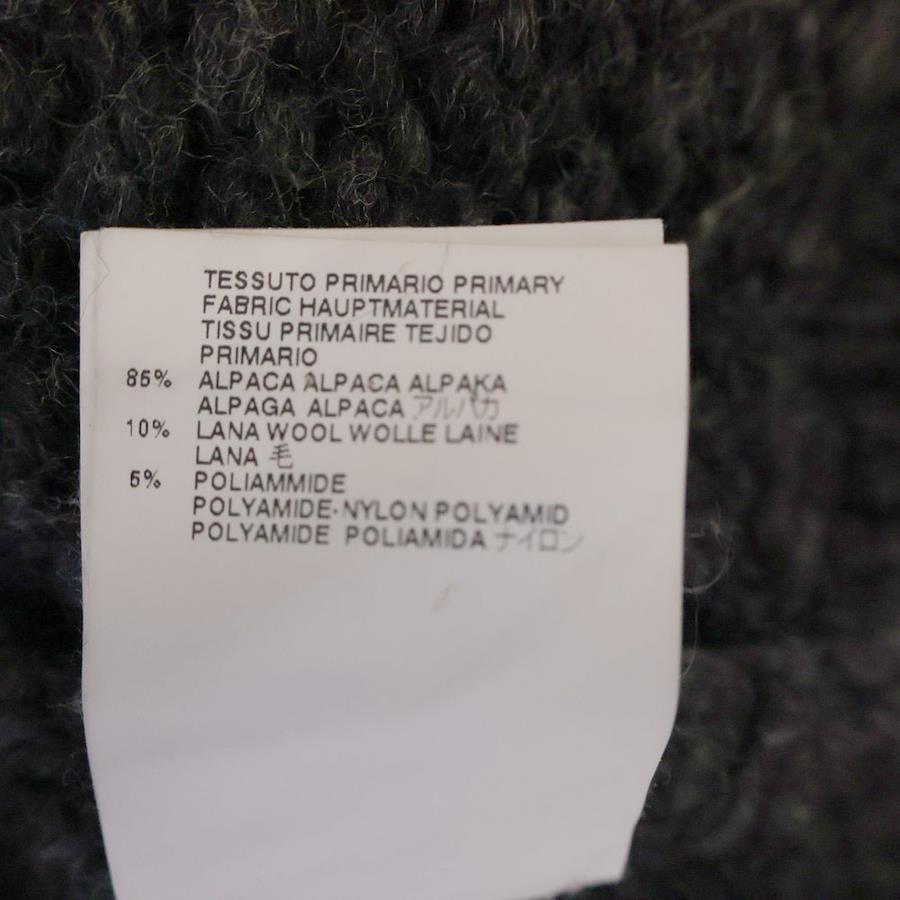 TESSUTO PRIMARIO PRIMARY
FABRIC HAUPTMATERIAL
TISSU PRIMAIRE TEJIDO
PRIMARIO
85% ALPACA ALPACA ALPAKA
ALPAGA ALPACA アルパカ
10% LANA WOOL WOLLE LAINE
LANA 毛
5% POLIAMMIDE
POLYAMIDE-NYLON POLYAMID
POLYAMIDE POLIAMIDA ナイロン